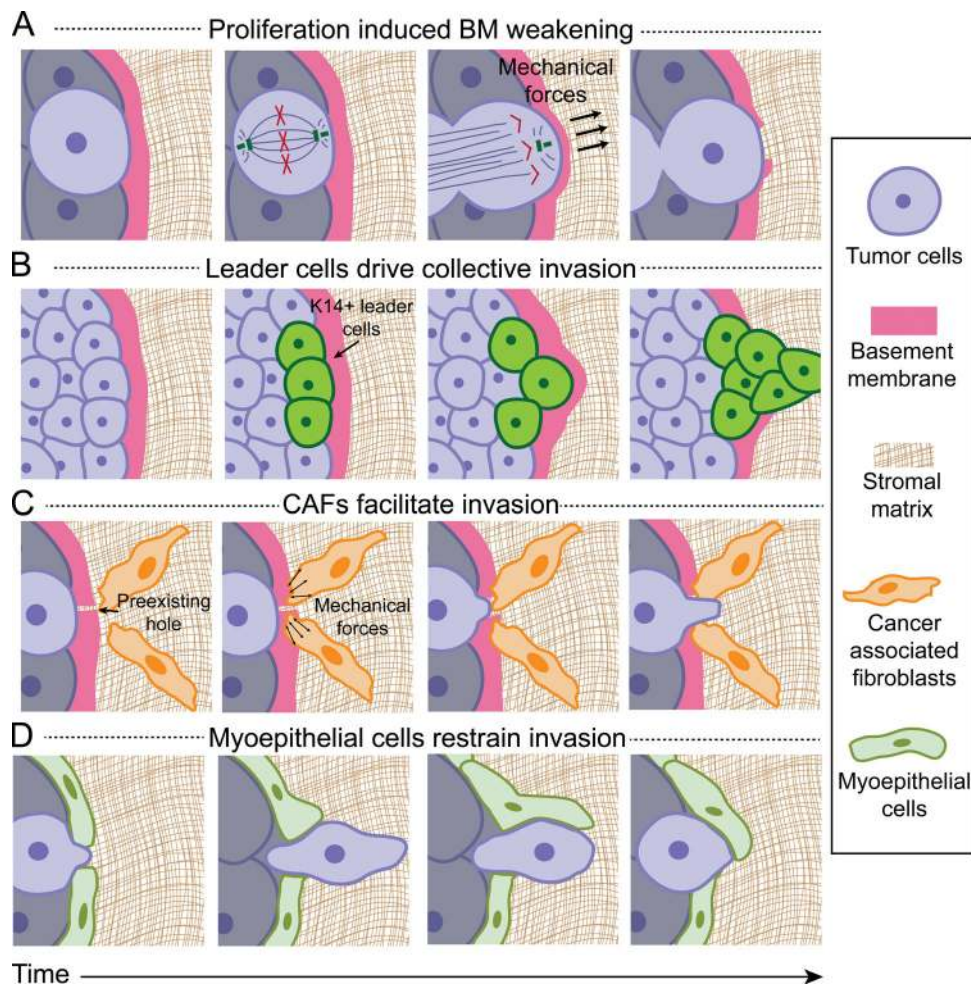 A
Proliferation induced BM weakening
Mechanical
forces
B
Leader cells drive collective invasion
K14+ leader
cells
C
CAFs facilitate invasion
Preexisting
hole
Mechanical
forces
D
Myoepithelial cells restrain invasion
Time
Tumor cells
Basement
membrane
Stromal
matrix
Cancer
associated
fibroblasts
Myoepithelial
cells